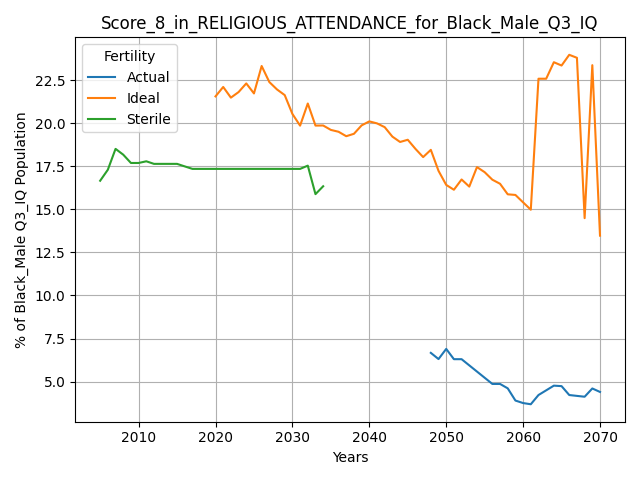 Score_8_in_RELIGIOUS_ATTENDANCE_for_Black_Male_Q3_IQ
Fertility
Actual
Ideal
Sterile
% of Black_Male Q3_IQ Population
22.5
20.0
17.5
15.0
12.5
10.0
7.5
5.0
2010 2020 2030 2040 2050 2060 2070
Years